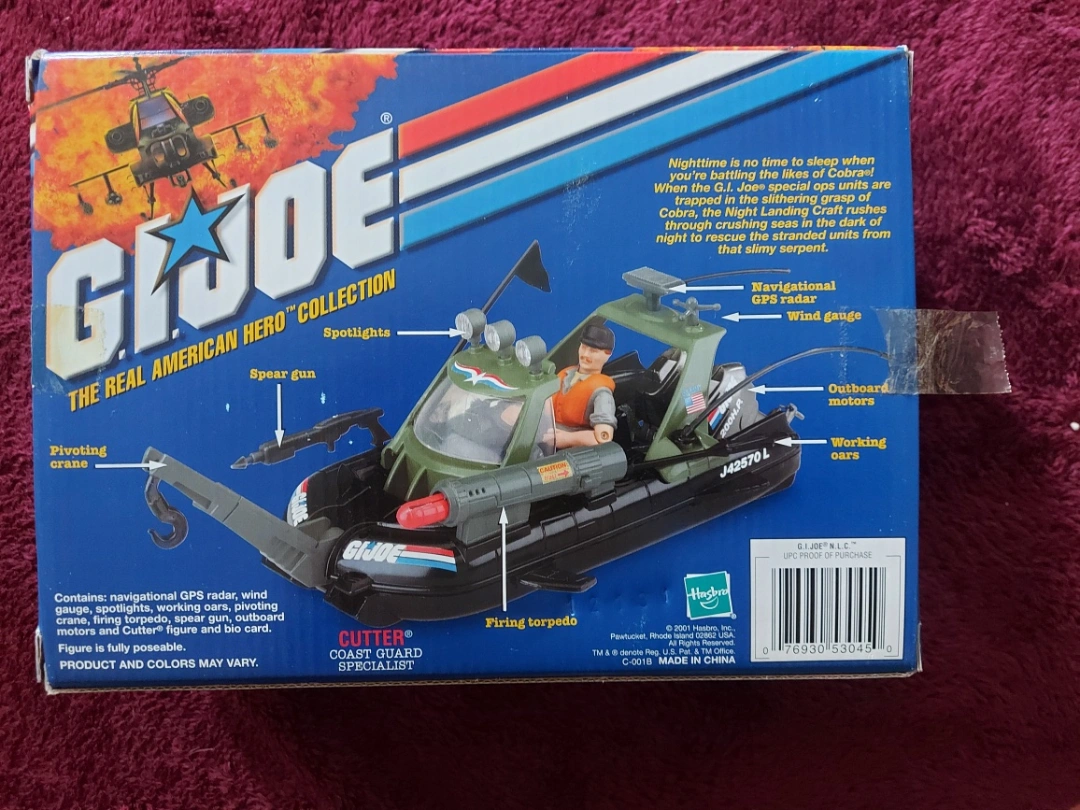 G.I.JOE®
THE REAL AMERICAN HERO™ COLLECTION
Nighttime is no time to sleep when
you're battling the likes of Cobra®!
When the G.I. Joe® special ops units are
trapped in the slithering grasp of
Cobra, the Night Landing Craft rushes
through crushing seas in the dark of
night to rescue the stranded units from
that slimy serpent.
Navigational
GPS radar
Wind gauge
Spotlights
Spear gun
Outboard
motors
Pivoting
crane
Working
oars
200H.P.
J42570 L
CAUTION
G.I.JOE
Firing torpedo
Contains: navigational GPS radar, wind
gauge, spotlights, working oars, pivoting
crane, firing torpedo, spear gun, outboard
motors and Cutter® figure and bio card.
Figure is fully poseable.
PRODUCT AND COLORS MAY VARY.
CUTTER®
COAST GUARD
SPECIALIST
Hasbro
© 2001 Hasbro, Inc.,
Pawtucket, Rhode Island 02862 USA.
All Rights Reserved.
TM & ® denote Reg. U.S. Pat. & TM Office.
C-001B MADE IN CHINA
G.I.JOE® N.L.C.™
UPC PROOF OF PURCHASE
0 76930 53045 0